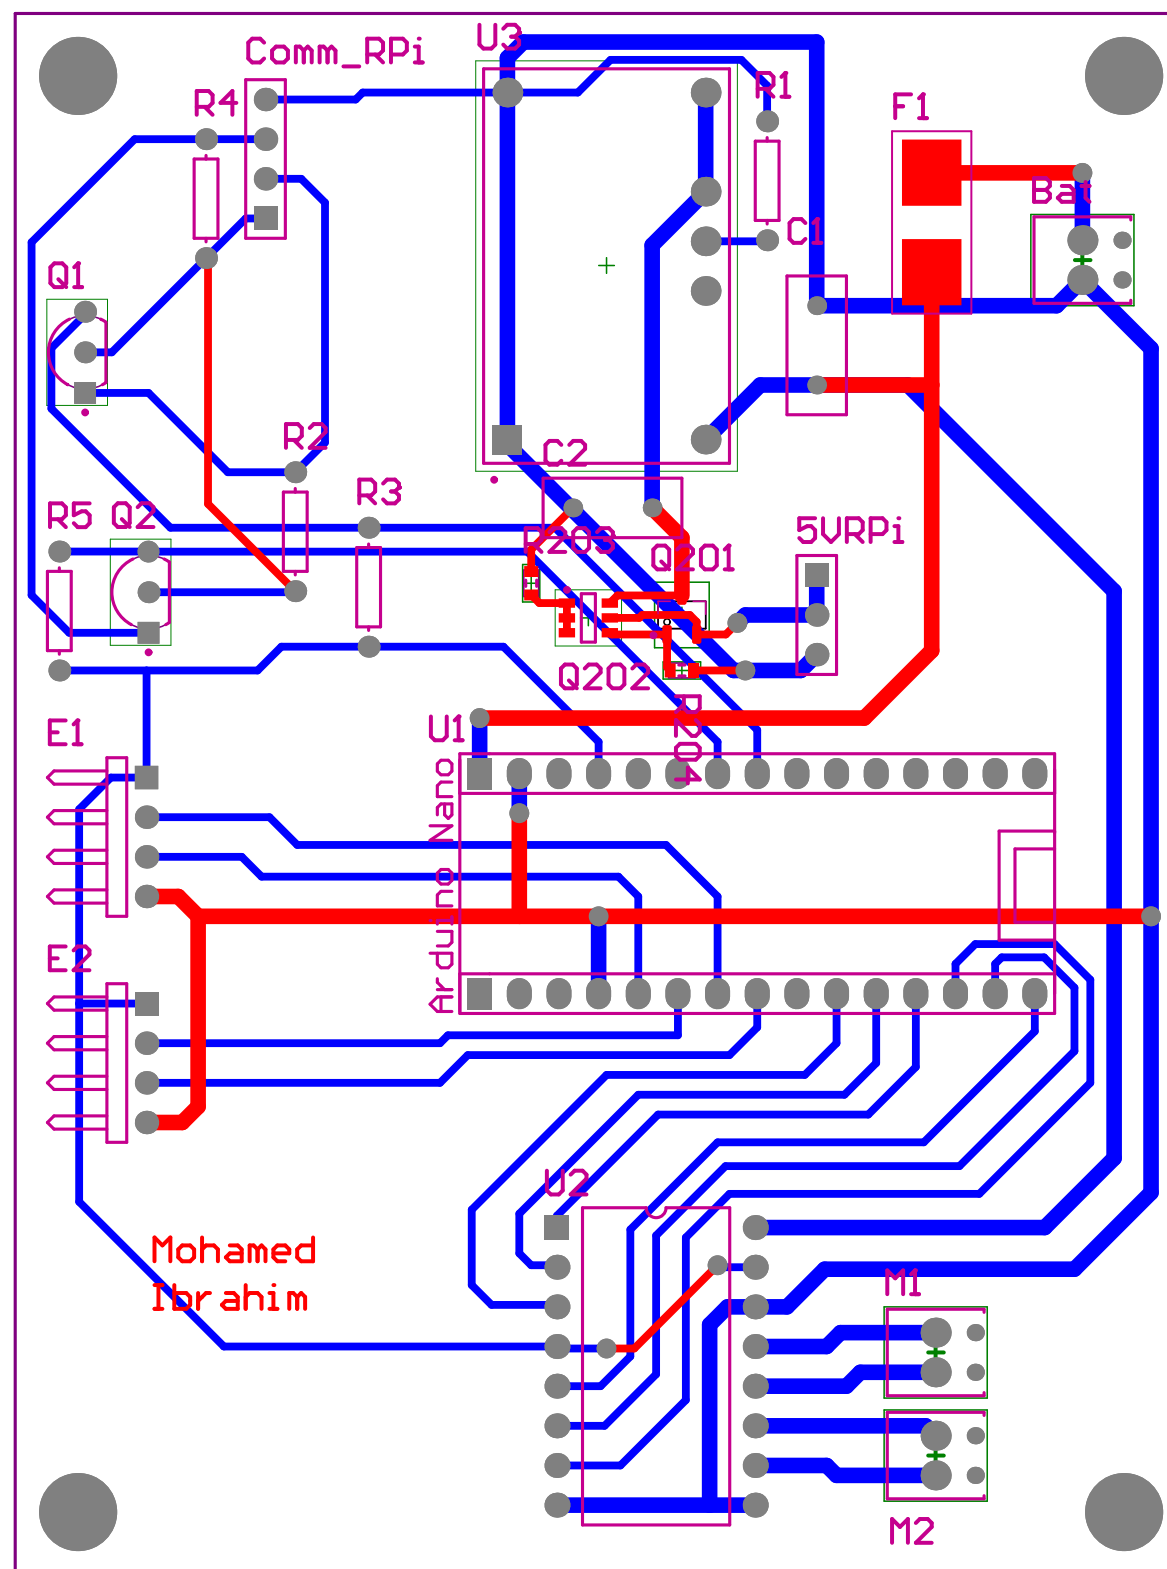 U3
Comm_RPi
R1
R4
F1
Bat
C1
Q1
R2
C2
R3
R5
Q2
5VRPi
R203
Q201
Q202
R204
E1
U1
Arduino Nano
E2
U2
Mohamed
Ibrahim
M1
M2